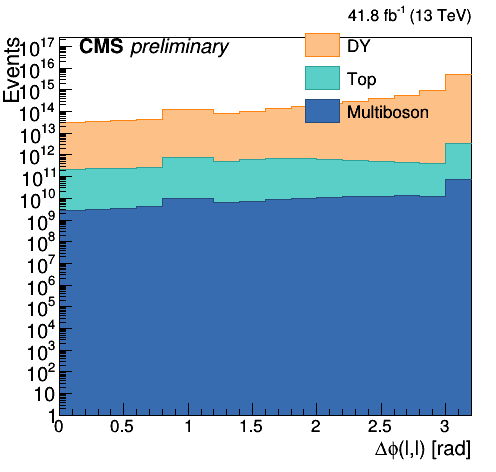 41.8 fb⁻¹ (13 TeV)
Events
CMS preliminary
DY
Top
Multiboson
10¹⁷
10¹⁶
10¹⁵
10¹⁴
10¹³
10¹²
10¹¹
10¹⁰
10⁹
10⁸
10⁷
10⁶
10⁵
10⁴
10³
10²
10
1
0 0.5 1 1.5 2 2.5 3
Δϕ(l,l) [rad]